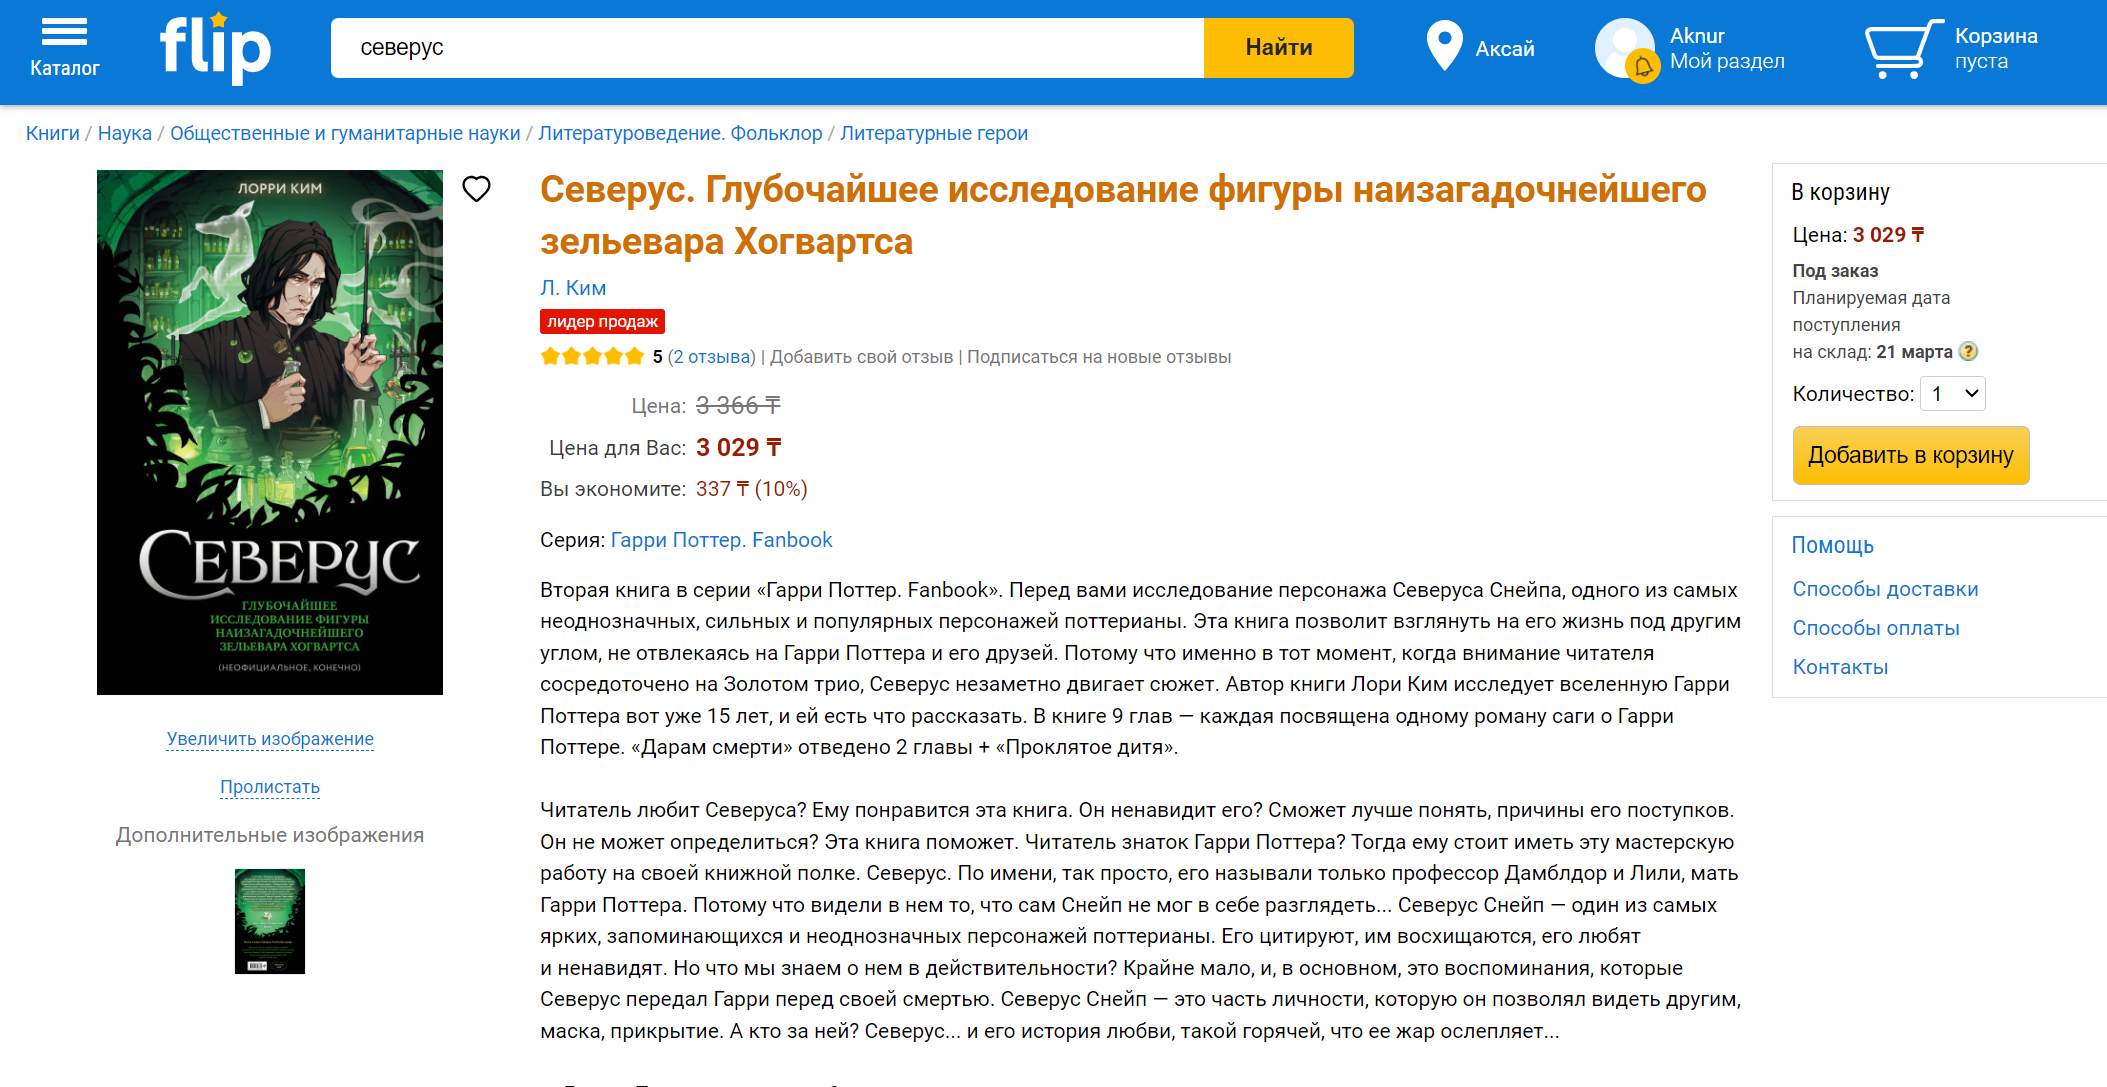 Каталог
flip
северус
Найти
Аксай
Aknur
Мой раздел
Корзина
пуста
Книги / Наука / Общественные и гуманитарные науки / Литературоведение. Фольклор / Литературные герои
ЛОРРИ КИМ
СЕВЕРУС
ГЛУБОЧАЙШЕЕ
ИССЛЕДОВАНИЕ ФИГУРЫ
НАИЗАГАДОЧНЕЙШЕГО
ЗЕЛЬЕВАРА ХОГВАРТСА
(НЕОФИЦИАЛЬНОЕ, КОНЕЧНО)
Увеличить изображение
Пролистать
Дополнительные изображения
Северус. Глубочайшее исследование фигуры наизагадочнейшего
зельевара Хогвартса
Л. Ким
лидер продаж
5 (2 отзыва) | Добавить свой отзыв | Подписаться на новые отзывы
Цена: 3 366 ₸
Цена для Вас: 3 029 ₸
Вы экономите: 337 ₸ (10%)
Серия: Гарри Поттер. Fanbook
Вторая книга в серии «Гарри Поттер. Fanbook». Перед вами исследование персонажа Северуса Снейпа, одного из самых
неоднозначных, сильных и популярных персонажей поттерианы. Эта книга позволит взглянуть на его жизнь под другим
углом, не отвлекаясь на Гарри Поттера и его друзей. Потому что именно в тот момент, когда внимание читателя
сосредоточено на Золотом трио, Северус незаметно двигает сюжет. Автор книги Лори Ким исследует вселенную Гарри
Поттера вот уже 15 лет, и ей есть что рассказать. В книге 9 глав — каждая посвящена одному роману саги о Гарри
Поттере. «Дарам смерти» отведено 2 главы + «Проклятое дитя».
Читатель любит Северуса? Ему понравится эта книга. Он ненавидит его? Сможет лучше понять, причины его поступков.
Он не может определиться? Эта книга поможет. Читатель знаток Гарри Поттера? Тогда ему стоит иметь эту мастерскую
работу на своей книжной полке. Северус. По имени, так просто, его называли только профессор Дамблдор и Лили, мать
Гарри Поттера. Потому что видели в нем то, что сам Снейп не мог в себе разглядеть... Северус Снейп — один из самых
ярких, запоминающихся и неоднозначных персонажей поттерианы. Его цитируют, им восхищаются, его любят
и ненавидят. Но что мы знаем о нем в действительности? Крайне мало, и, в основном, это воспоминания, которые
Северус передал Гарри перед своей смертью. Северус Снейп — это часть личности, которую он позволял видеть другим,
маска, прикрытие. А кто за ней? Северус... и его история любви, такой горячей, что ее жар ослепляет...
В корзину
Цена: 3 029 ₸
Под заказ
Планируемая дата
поступления
на склад: 21 марта ?
Количество: 1
Добавить в корзину
Помощь
Способы доставки
Способы оплаты
Контакты